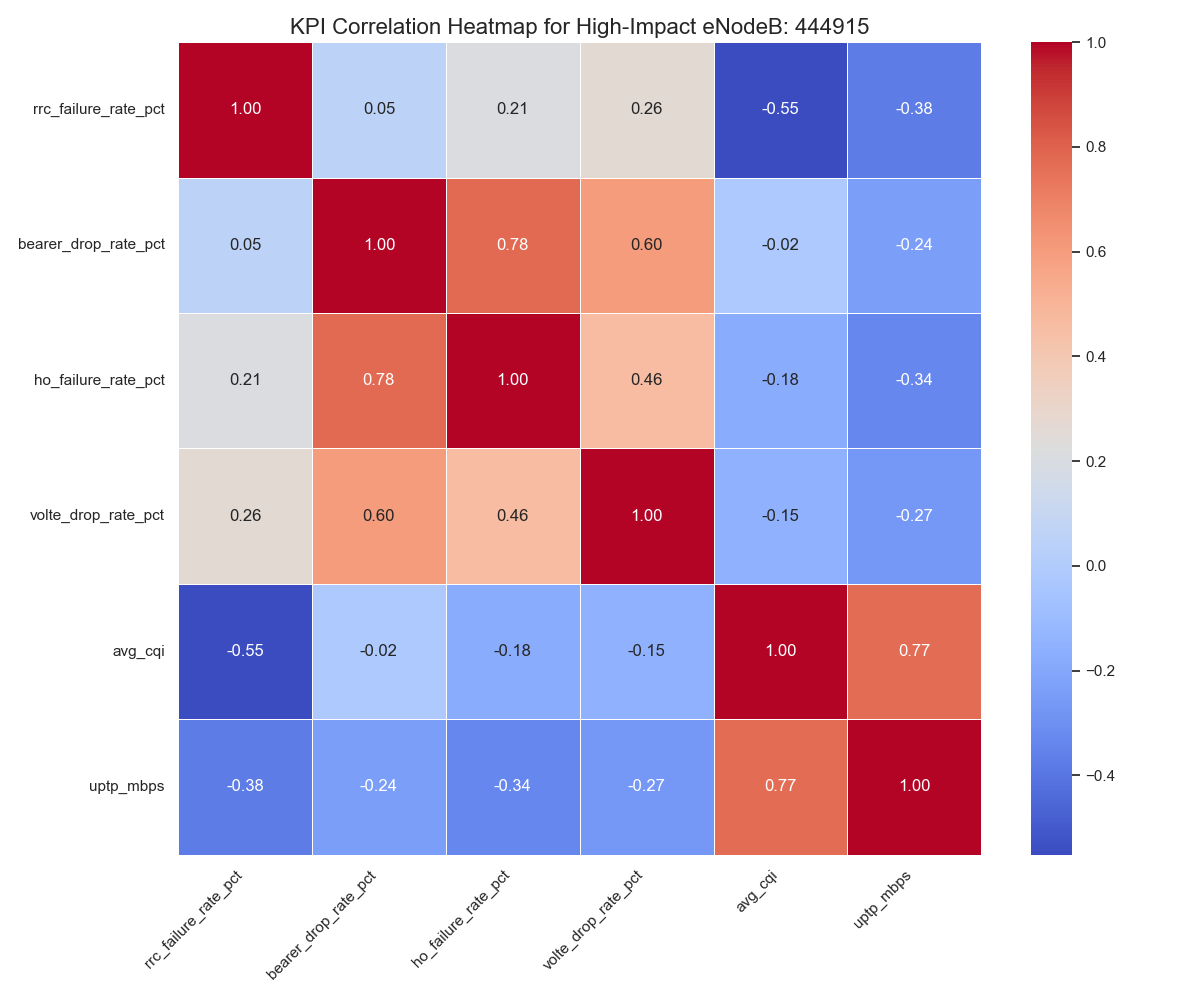 KPI Correlation Heatmap for High-Impact eNodeB: 444915
rrc_failure_rate_pct 1.00 0.05 0.21 0.26 -0.55 -0.38
bearer_drop_rate_pct 0.05 1.00 0.78 0.60 -0.02 -0.24
ho_failure_rate_pct 0.21 0.78 1.00 0.46 -0.18 -0.34
volte_drop_rate_pct 0.26 0.60 0.46 1.00 -0.15 -0.27
avg_cqi -0.55 -0.02 -0.18 -0.15 1.00 0.77
uptp_mbps -0.38 -0.24 -0.34 -0.27 0.77 1.00
rrc_failure_rate_pct
bearer_drop_rate_pct
ho_failure_rate_pct
volte_drop_rate_pct
avg_cqi
uptp_mbps
1.0
0.8
0.6
0.4
0.2
0.0
−0.2
−0.4